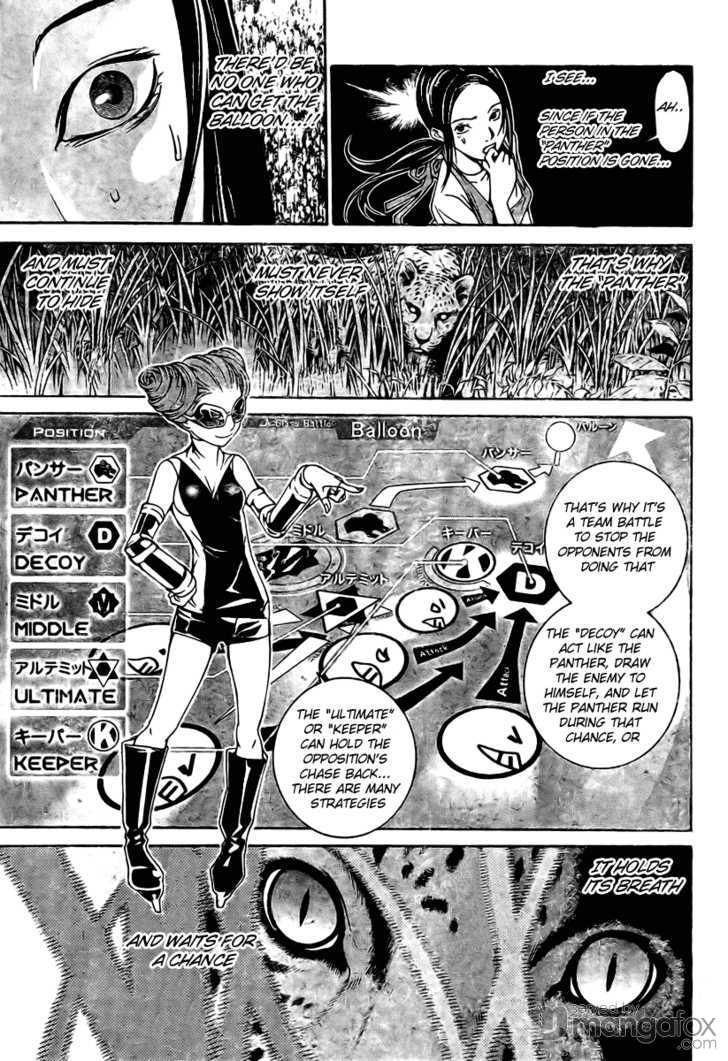 AH..
I SEE...
SINCE IF THE
PERSON IN THE
"PANTHER"
POSITION IS GONE...
THERE'D BE
NO ONE WHO
CAN GET THE
BALLOON...!!
THAT'S WHY
THE "PANTHER"
MUST NEVER
SHOW ITSELF
AND MUST
CONTINUE
TO HIDE
POSITION
Balloon
バルーン
パンサー
パンサー
PANTHER
デコイ
DECOY
ミドル
MIDDLE
アルテミット
ULTIMATE
キーパー
KEEPER
ミドル
キーパー
デコイ
アルテミット
D
M
K
K
D
Attack
Attack
Attack
THAT'S WHY IT'S
A TEAM BATTLE
TO STOP THE
OPPONENTS FROM
DOING THAT
THE "DECOY" CAN
ACT LIKE THE
PANTHER, DRAW
THE ENEMY TO
HIMSELF, AND LET
THE PANTHER RUN
DURING THAT
CHANCE, OR
THE "ULTIMATE"
OR "KEEPER"
CAN HOLD THE
OPPOSITION'S
CHASE BACK...
THERE ARE MANY
STRATEGIES
IT HOLDS
ITS BREATH
AND WAITS FOR
A CHANCE
served by
mangafox
.com